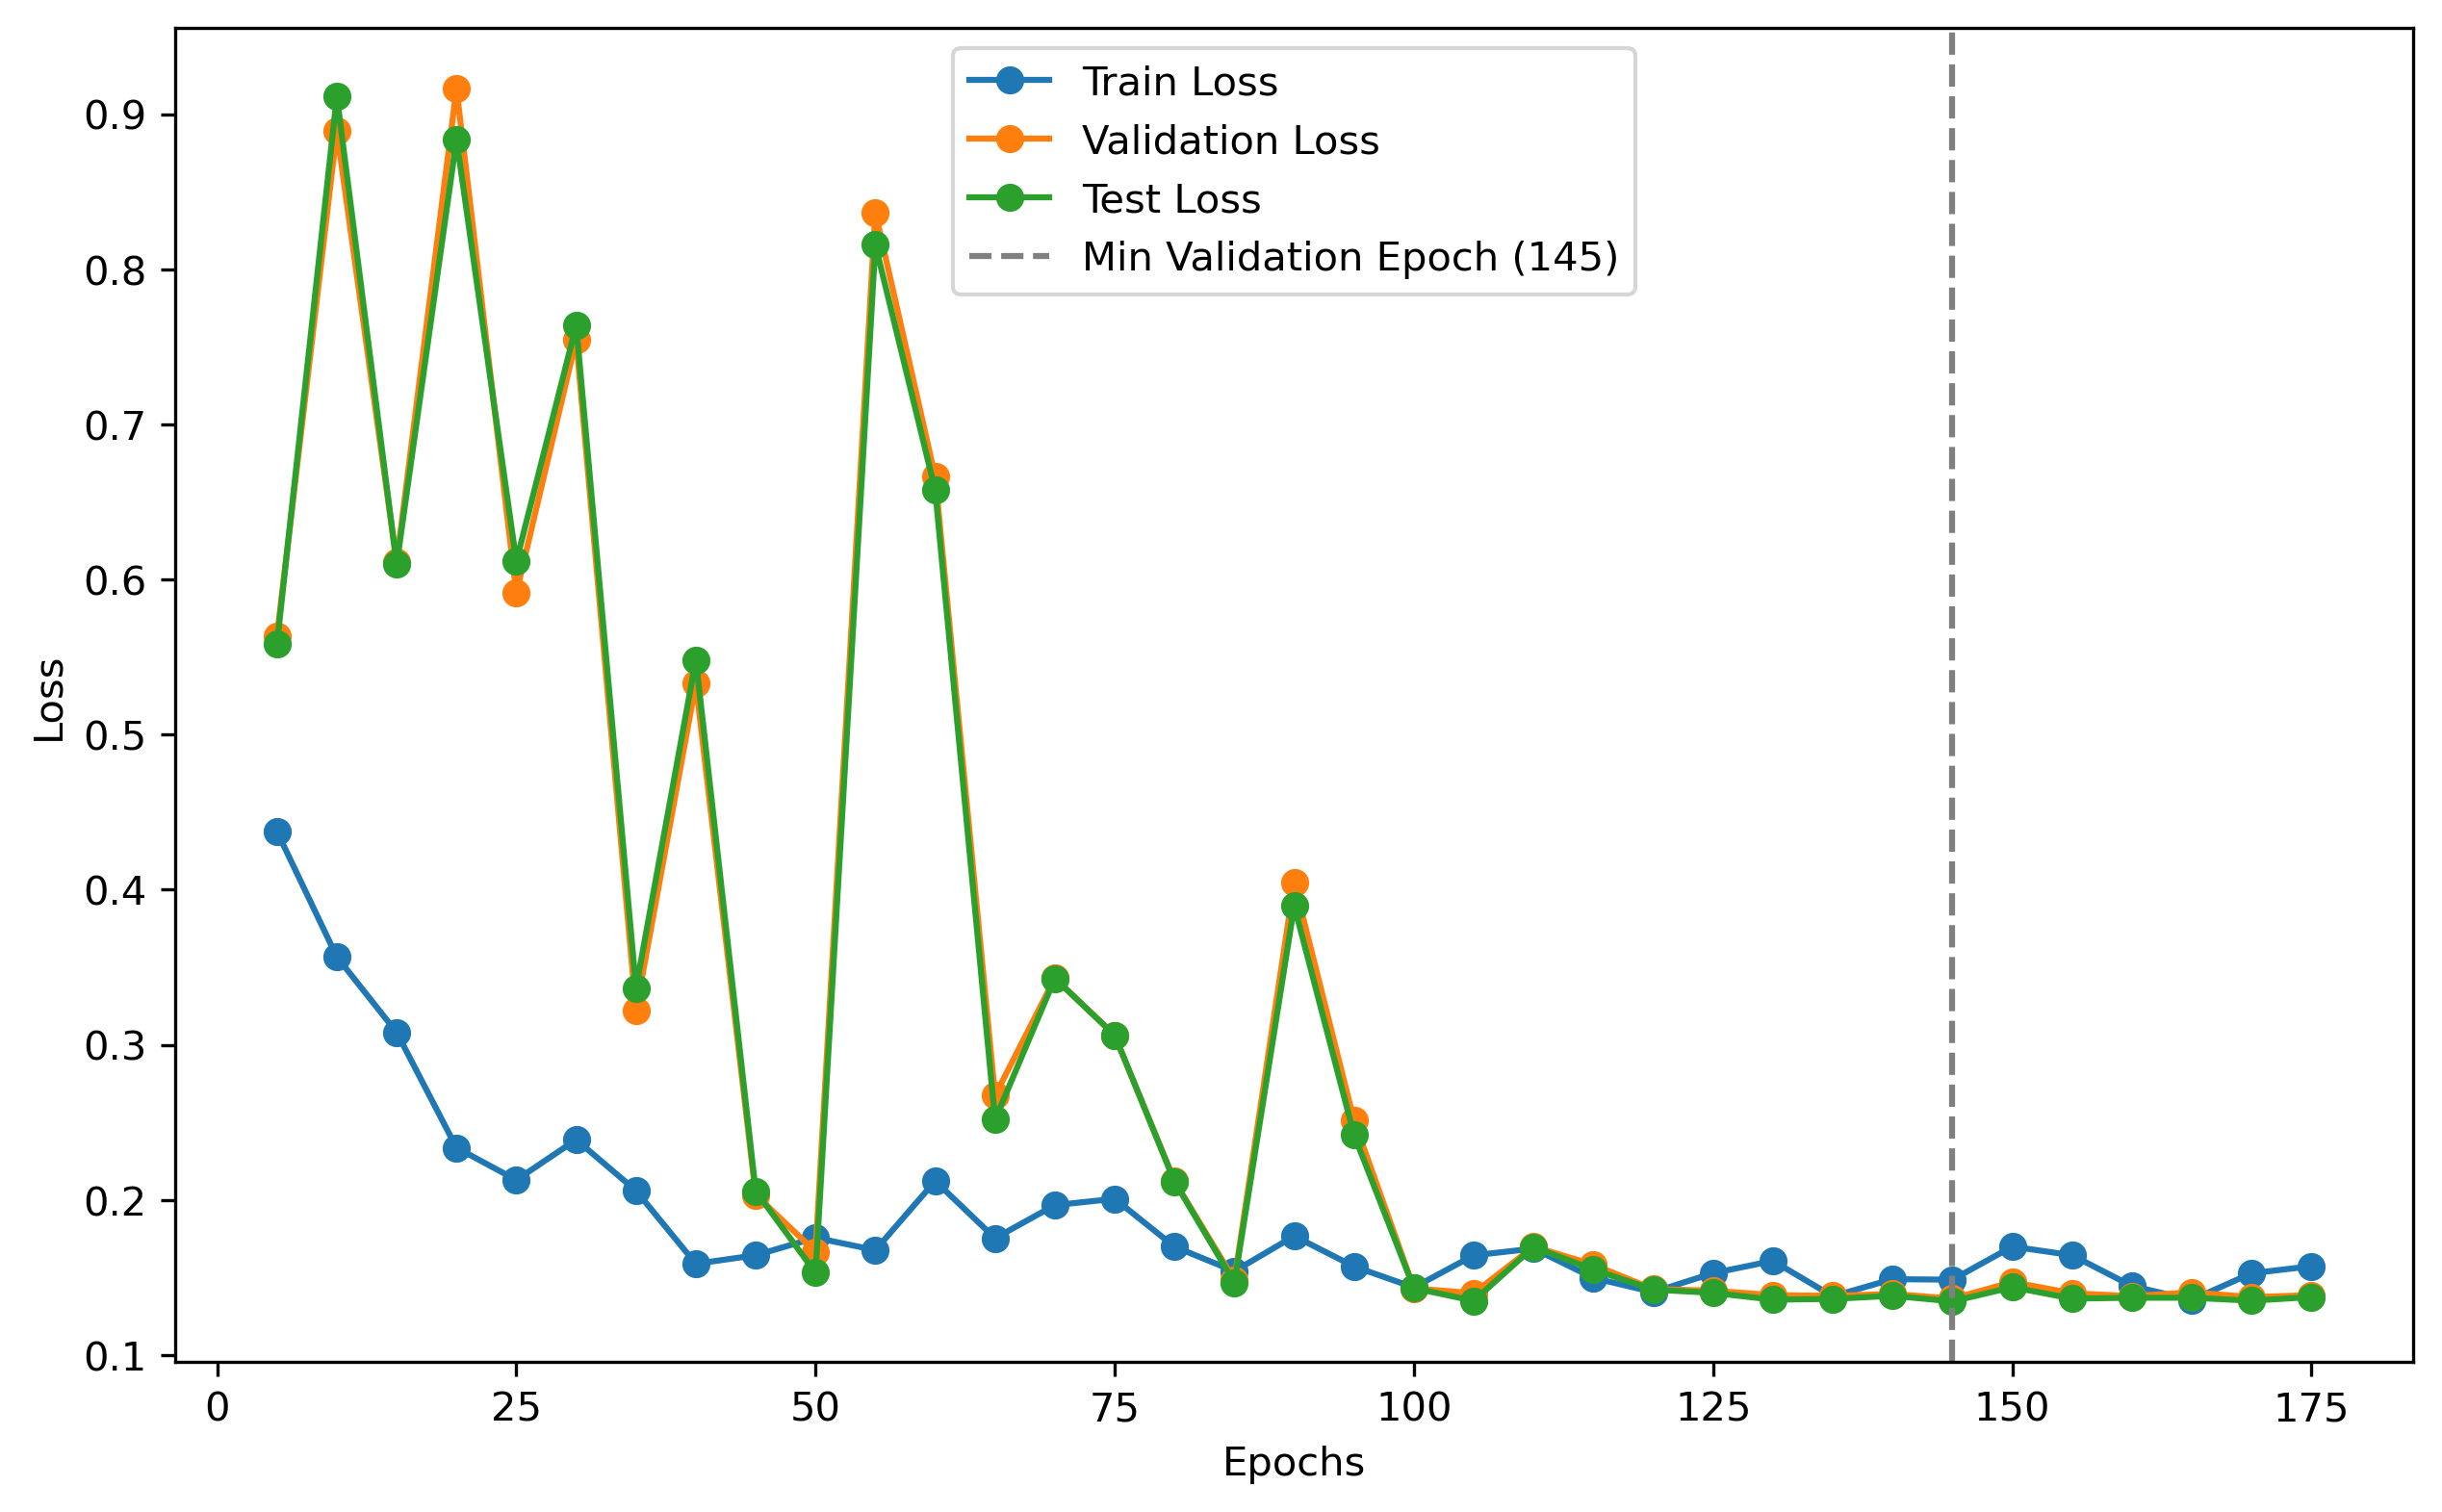 Train Loss
Validation Loss
Test Loss
Min Validation Epoch (145)
0.9
0.8
0.7
0.6
0.5
0.4
0.3
0.2
0.1
Loss
0 25 50 75 100 125 150 175
Epochs